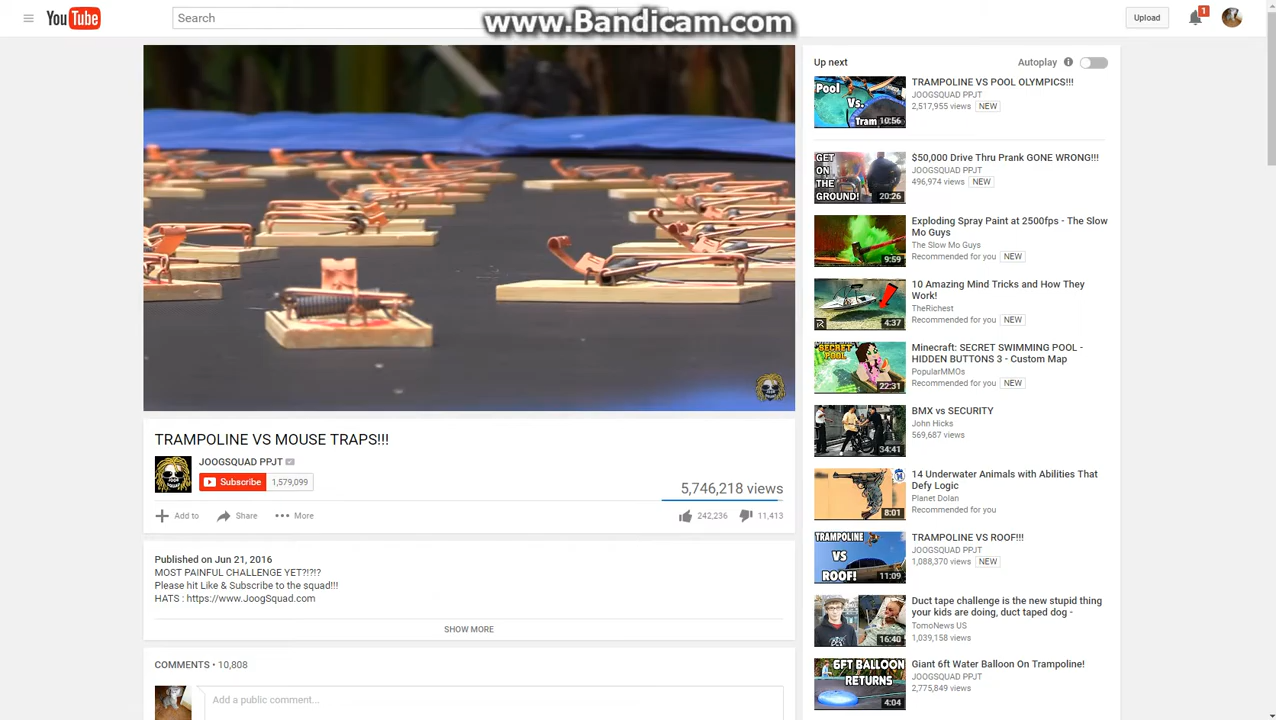 YouTube
Search
www.Bandicam.com
Upload
1
Up next
Autoplay
TRAMPOLINE VS POOL OLYMPICS!!!
JOOGSQUAD PPJT
2,517,955 views NEW
Pool
Vs.
Tram
10:56
$50,000 Drive Thru Prank GONE WRONG!!!
JOOGSQUAD PPJT
496,974 views NEW
GET
ON
THE
GROUND!
20:26
Exploding Spray Paint at 2500fps - The Slow
Mo Guys
The Slow Mo Guys
Recommended for you NEW
9:59
10 Amazing Mind Tricks and How They
Work!
TheRichest
Recommended for you NEW
4:37
Minecraft: SECRET SWIMMING POOL -
HIDDEN BUTTONS 3 - Custom Map
PopularMMOs
Recommended for you NEW
SECRET
POOL
22:31
BMX vs SECURITY
John Hicks
569,687 views
34:41
14 Underwater Animals with Abilities That
Defy Logic
Planet Dolan
Recommended for you
8:01
TRAMPOLINE VS ROOF!!!
JOOGSQUAD PPJT
1,088,370 views NEW
TRAMPOLINE
VS
ROOF!
11:09
Duct tape challenge is the new stupid thing
your kids are doing, duct taped dog -
TomoNews US
1,039,158 views
16:40
Giant 6ft Water Balloon On Trampoline!
JOOGSQUAD PPJT
2,775,849 views
6FT BALLOON
RETURNS
4:04
TRAMPOLINE VS MOUSE TRAPS!!!
JOOGSQUAD PPJT
Subscribe 1,579,099
5,746,218 views
Add to Share More
242,236 11,413
Published on Jun 21, 2016
MOST PAINFUL CHALLENGE YET?!?!?
Please hit Like & Subscribe to the squad!!!
HATS : https://www.JoogSquad.com
SHOW MORE
COMMENTS • 10,808
Add a public comment...